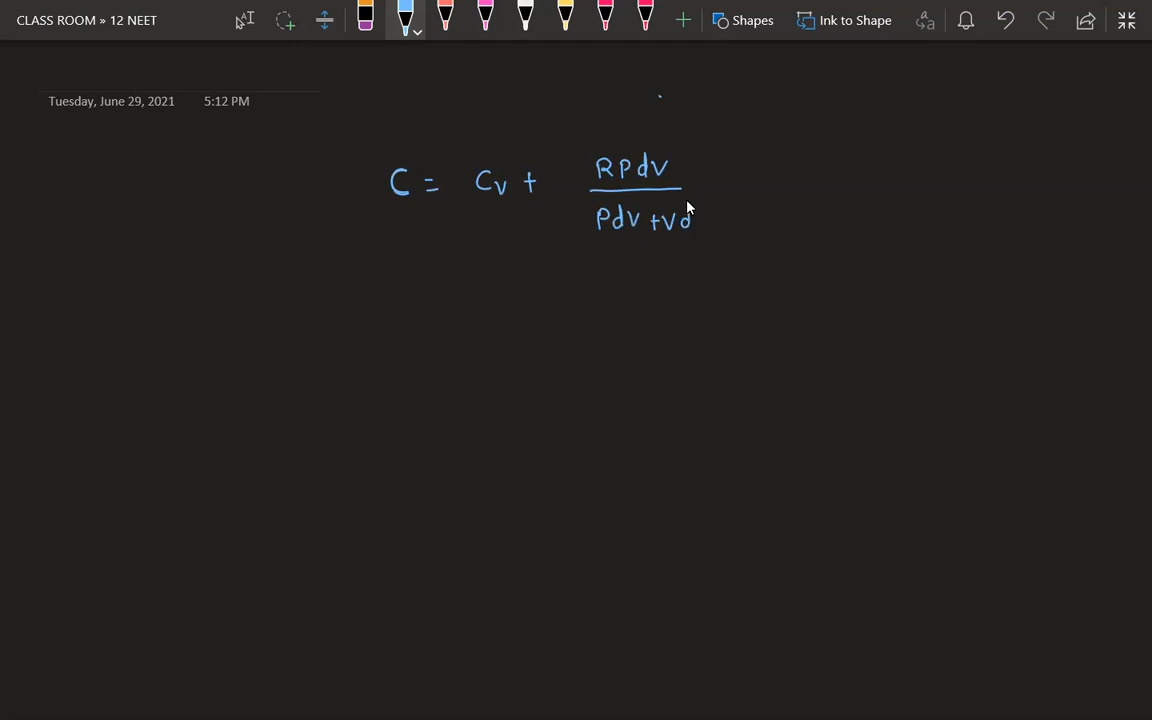 CLASS ROOM » 12 NEET
Shapes
Ink to Shape
Tuesday, June 29, 2021 5:12 PM
C = Cv + RPdV
PdV +Vd